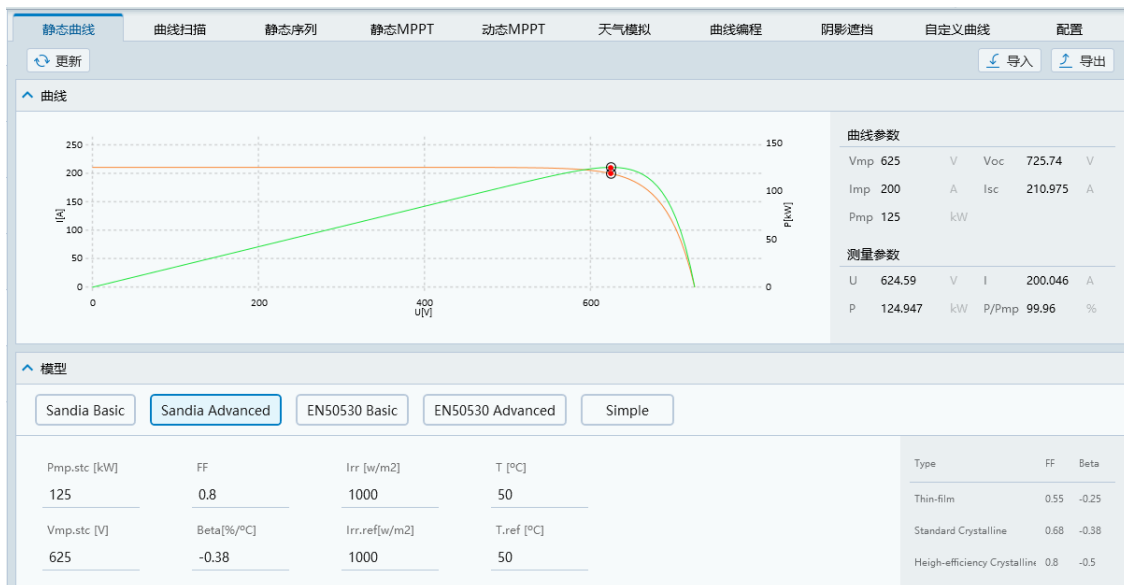 静态曲线 曲线扫描 静态序列 静态MPPT 动态MPPT 天气模拟 曲线编程 阴影遮挡 自定义曲线 配置
更新 导入 导出
曲线
250
200
150
100
50
0
I[A]
0 200 400 600
U[V]
150
100
50
0
P[kW]
曲线参数
Vmp 625 V Voc 725.74 V
Imp 200 A Isc 210.975 A
Pmp 125 kW
测量参数
U 624.59 V I 200.046 A
P 124.947 kW P/Pmp 99.96 %
模型
Sandia Basic Sandia Advanced EN50530 Basic EN50530 Advanced Simple
Pmp.stc [kW] FF Irr [w/m2] T [ºC]
125 0.8 1000 50
Vmp.stc [V] Beta[%/ºC] Irr.ref[w/m2] T.ref [ºC]
625 -0.38 1000 50
Type FF Beta
Thin-film 0.55 -0.25
Standard Crystalline 0.68 -0.38
Heigh-efficiency Crystalline 0.8 -0.5